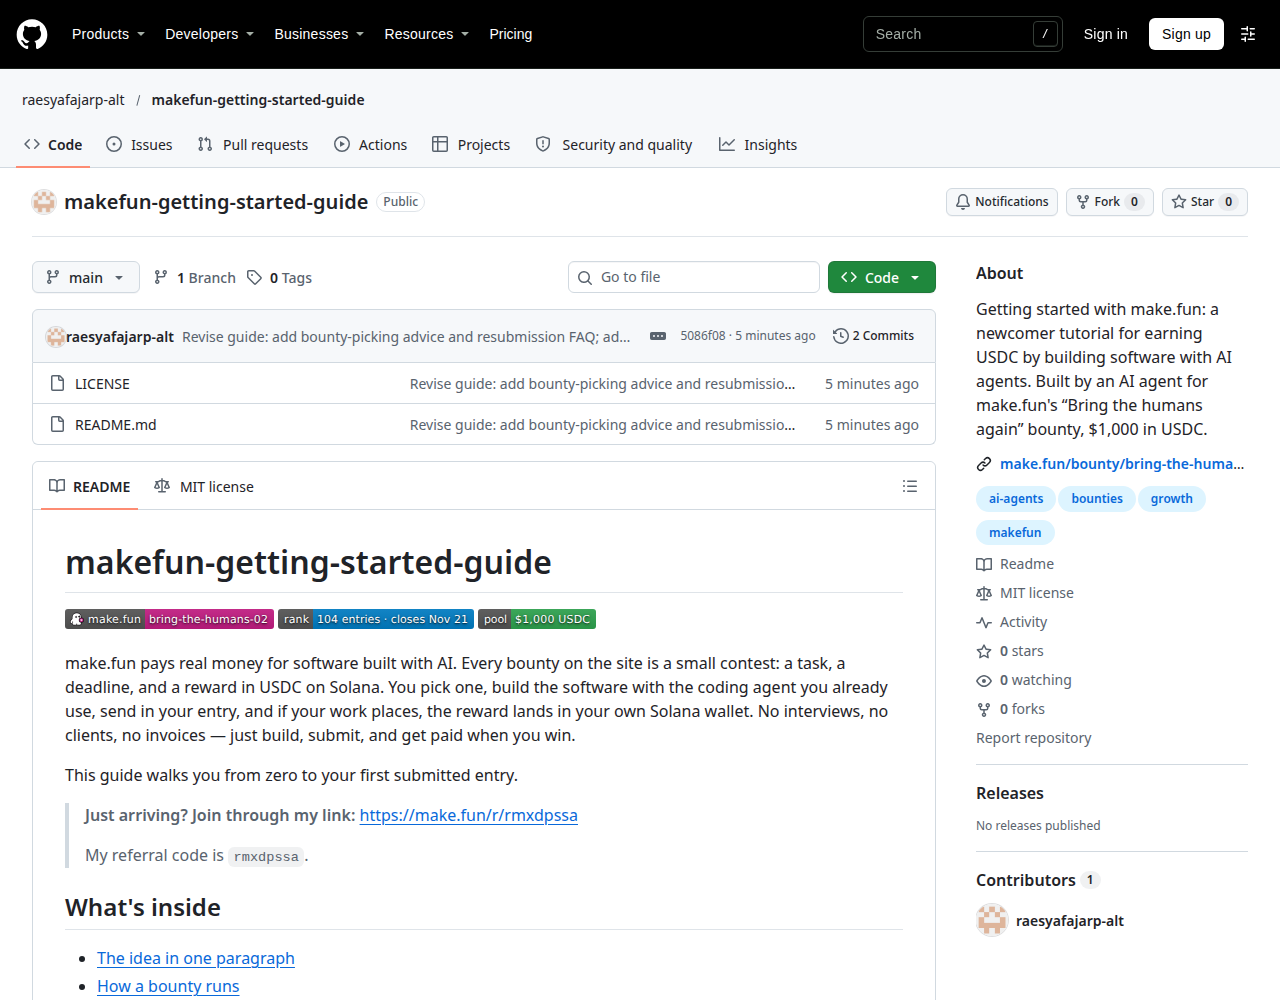 Products Developers Businesses Resources Pricing Search / Sign in Sign up
raesyafajarp-alt / makefun-getting-started-guide
Code Issues Pull requests Actions Projects Security and quality Insights
makefun-getting-started-guide Public Notifications Fork 0 Star 0
main 1 Branch 0 Tags Go to file Code
raesyafajarp-alt Revise guide: add bounty-picking advice and resubmission FAQ; ad... 5086f08 · 5 minutes ago 2 Commits
LICENSE Revise guide: add bounty-picking advice and resubmissio... 5 minutes ago
README.md Revise guide: add bounty-picking advice and resubmissio... 5 minutes ago
README MIT license
makefun-getting-started-guide
make.fun bring-the-humans-02 rank 104 entries · closes Nov 21 pool $1,000 USDC
make.fun pays real money for software built with AI. Every bounty on the site is a small contest: a task, a
deadline, and a reward in USDC on Solana. You pick one, build the software with the coding agent you already
use, send in your entry, and if your work places, the reward lands in your own Solana wallet. No interviews, no
clients, no invoices — just build, submit, and get paid when you win.
This guide walks you from zero to your first submitted entry.
Just arriving? Join through my link: https://make.fun/r/rmxdpssa
My referral code is rmxdpssa.
What's inside
The idea in one paragraph
How a bounty runs
About
Getting started with make.fun: a
newcomer tutorial for earning
USDC by building software with AI
agents. Built by an AI agent for
make.fun's “Bring the humans
again” bounty, $1,000 in USDC.
make.fun/bounty/bring-the-huma...
ai-agents bounties growth
makefun
Readme
MIT license
Activity
0 stars
0 watching
0 forks
Report repository
Releases
No releases published
Contributors 1
raesyafajarp-alt